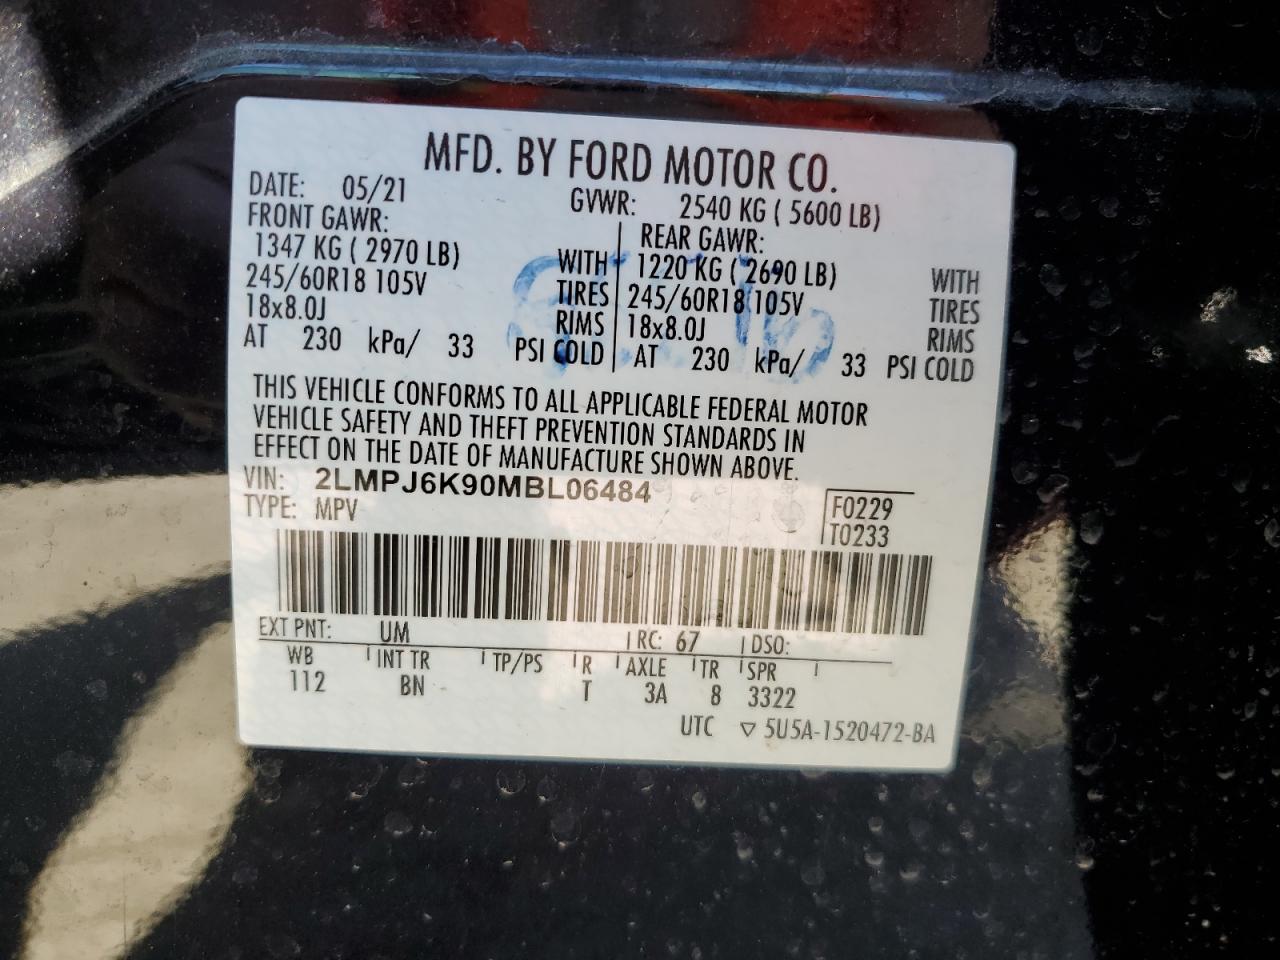 MFD. BY FORD MOTOR CO.
DATE: 05/21 GVWR: 2540 KG ( 5600 LB)
FRONT GAWR: REAR GAWR:
1347 KG ( 2970 LB) WITH 1220 KG ( 2690 LB) WITH
245/60R18 105V TIRES 245/60R18 105V TIRES
18x8.0J RIMS 18x8.0J RIMS
AT 230 kPa/ 33 PSI COLD AT 230 kPa/ 33 PSI COLD
THIS VEHICLE CONFORMS TO ALL APPLICABLE FEDERAL MOTOR
VEHICLE SAFETY AND THEFT PREVENTION STANDARDS IN
EFFECT ON THE DATE OF MANUFACTURE SHOWN ABOVE.
VIN: 2LMPJ6K90MBL06484
TYPE: MPV
F0229
T0233
EXT PNT: UM RC: 67 DSO:
WB INT TR TP/PS R AXLE TR SPR
112 BN T 3A 8 3322
UTC ▽ 5U5A-1520472-BA